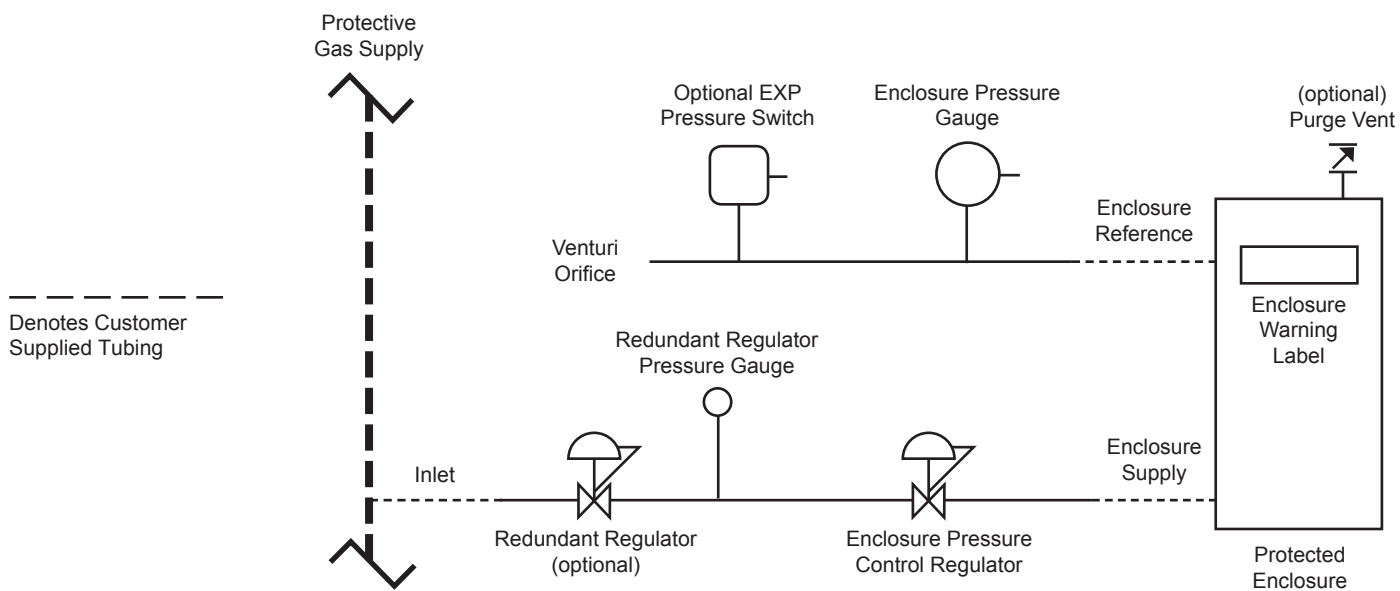 Protective
Gas Supply
Optional EXP
Pressure Switch
Enclosure Pressure
Gauge
(optional)
Purge Vent
Enclosure
Reference
Venturi
Orifice
Enclosure
Warning
Label
Denotes Customer
Supplied Tubing
Redundant Regulator
Pressure Gauge
Inlet
Enclosure
Supply
Redundant Regulator
(optional)
Enclosure Pressure
Control Regulator
Protected
Enclosure